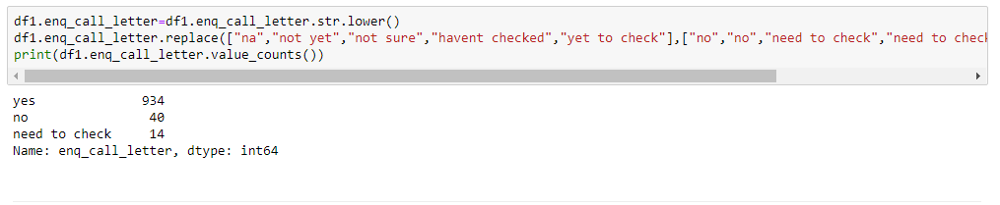 df1.enq_call_letter=df1.enq_call_letter.str.lower()
df1.enq_call_letter.replace(["na","not yet","not sure","havent checked","yet to check"],["no","no","need to check","need to check
print(df1.enq_call_letter.value_counts())
yes 934
no 40
need to check 14
Name: enq_call_letter, dtype: int64